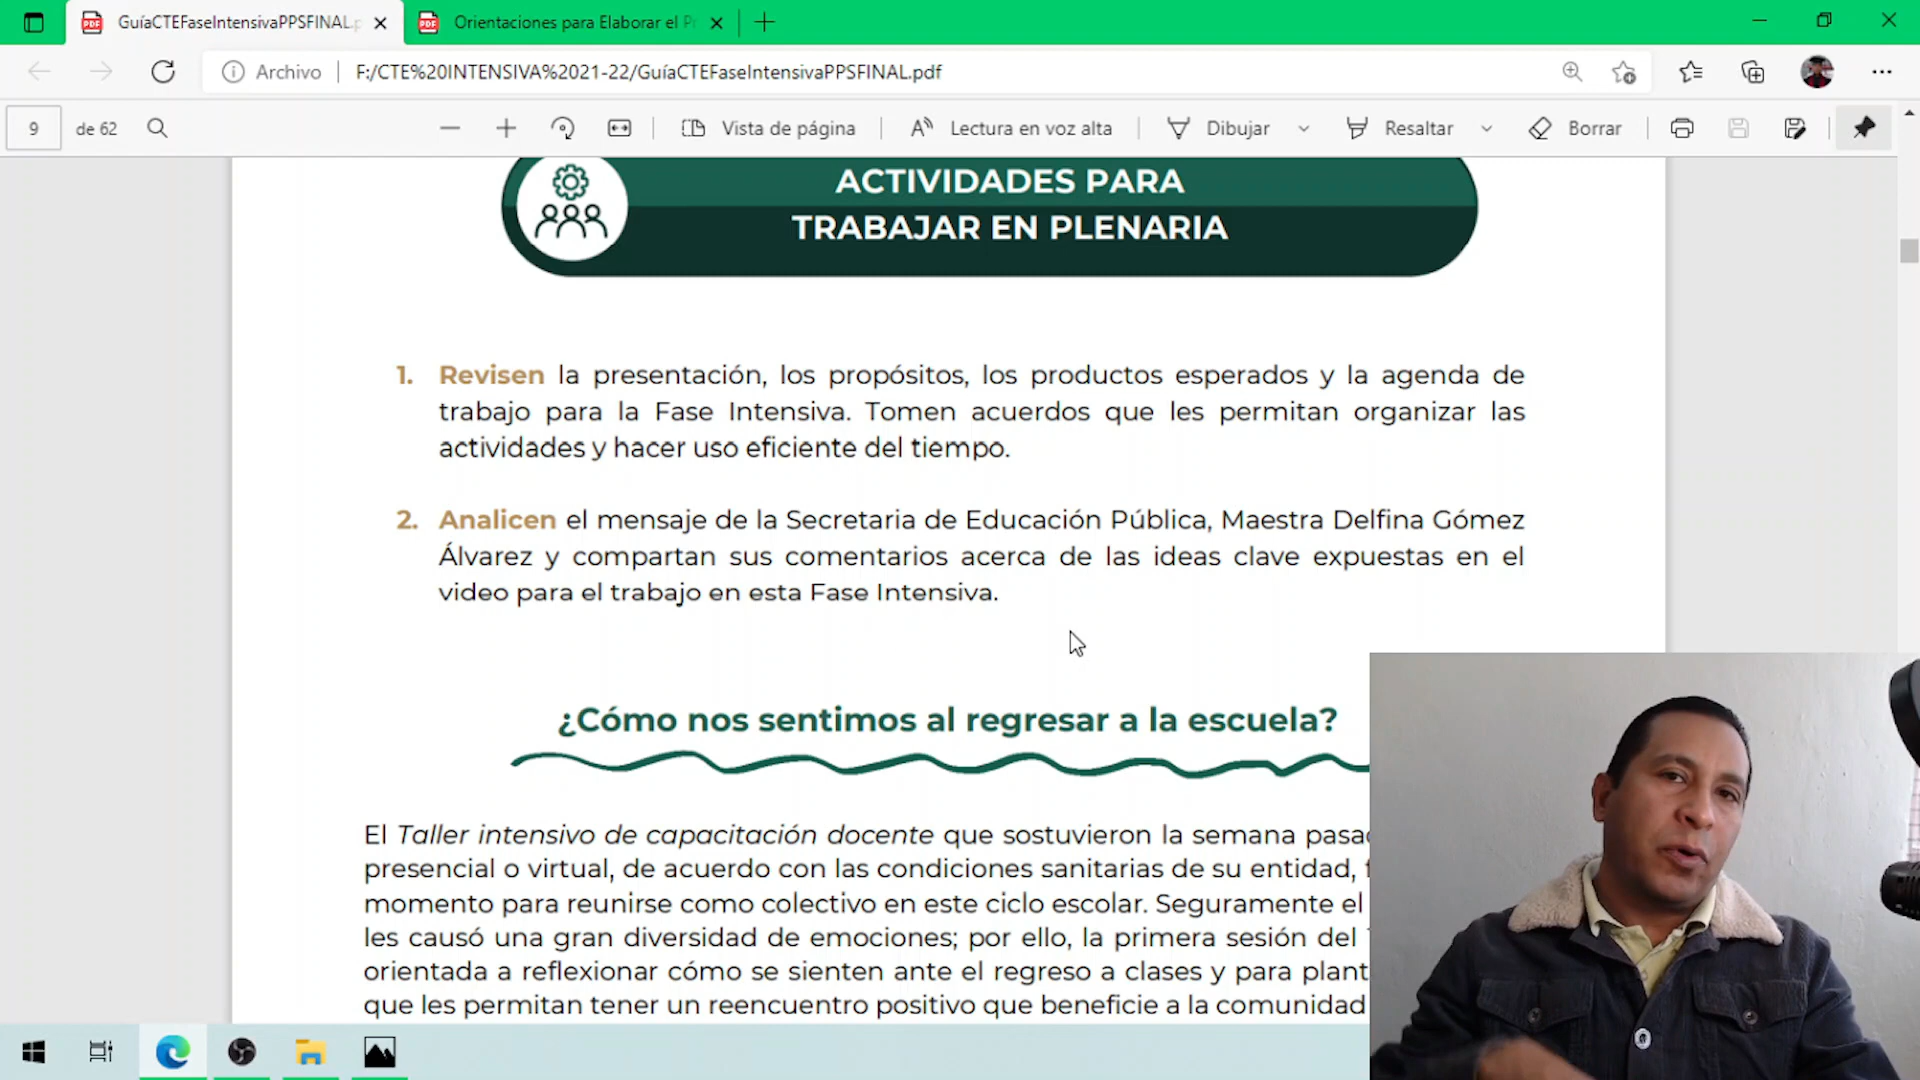 GuíaCTEFaseIntensivaPPSFINAL.p
Orientaciones para Elaborar el Pr
Archivo
F:/CTE%20INTENSIVA%2021-22/GuíaCTEFaseIntensivaPPSFINAL.pdf
9 de 62
Vista de página
Lectura en voz alta
Dibujar
Resaltar
Borrar
ACTIVIDADES PARA
TRABAJAR EN PLENARIA
1. Revisen la presentación, los propósitos, los productos esperados y la agenda de
trabajo para la Fase Intensiva. Tomen acuerdos que les permitan organizar las
actividades y hacer uso eficiente del tiempo.
2. Analicen el mensaje de la Secretaria de Educación Pública, Maestra Delfina Gómez
Álvarez y compartan sus comentarios acerca de las ideas clave expuestas en el
video para el trabajo en esta Fase Intensiva.
¿Cómo nos sentimos al regresar a la escuela?
El Taller intensivo de capacitación docente que sostuvieron la semana pasa
presencial o virtual, de acuerdo con las condiciones sanitarias de su entidad, f
momento para reunirse como colectivo en este ciclo escolar. Seguramente el
les causó una gran diversidad de emociones; por ello, la primera sesión del
orientada a reflexionar cómo se sienten ante el regreso a clases y para plant
que les permitan tener un reencuentro positivo que beneficie a la comunidad